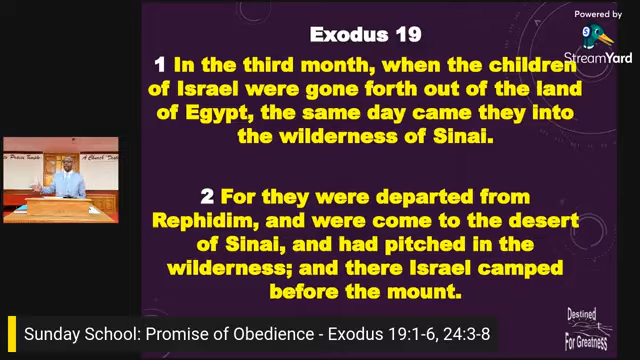 Exodus 19
Powered by
StreamYard
1 In the third month, when the children
of Israel were gone forth out of the land
of Egypt, the same day came they into
the wilderness of Sinai.
2 For they were departed from
Rephidim, and were come to the desert
of Sinai, and had pitched in the
wilderness; and there Israel camped
before the mount.
Destined
For Greatness
Sunday School: Promise of Obedience - Exodus 19:1-6, 24:3-8